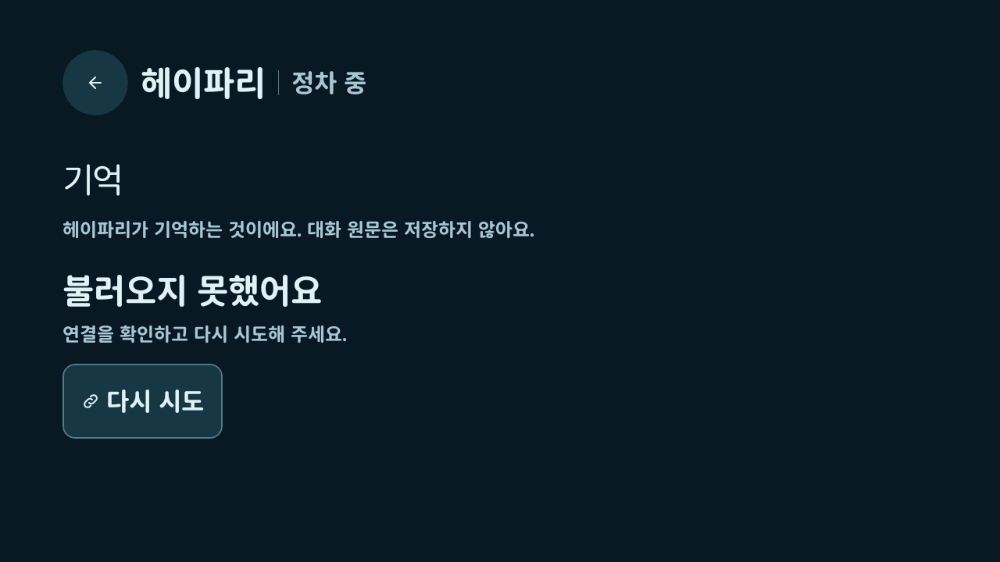 헤이파리
정차 중
기억
헤이파리가 기억하는 것이에요. 대화 원문은 저장하지 않아요.
불러오지 못했어요
연결을 확인하고 다시 시도해 주세요.
다시 시도